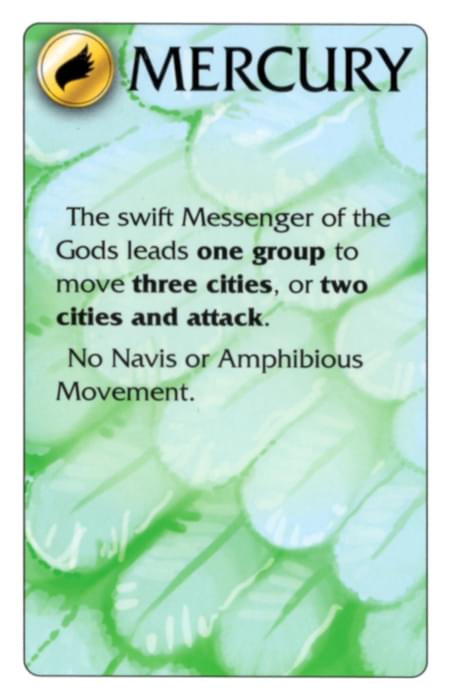 MERCURY
The swift Messenger of the
Gods leads one group to
move three cities, or two
cities and attack.
No Navis or Amphibious
Movement.